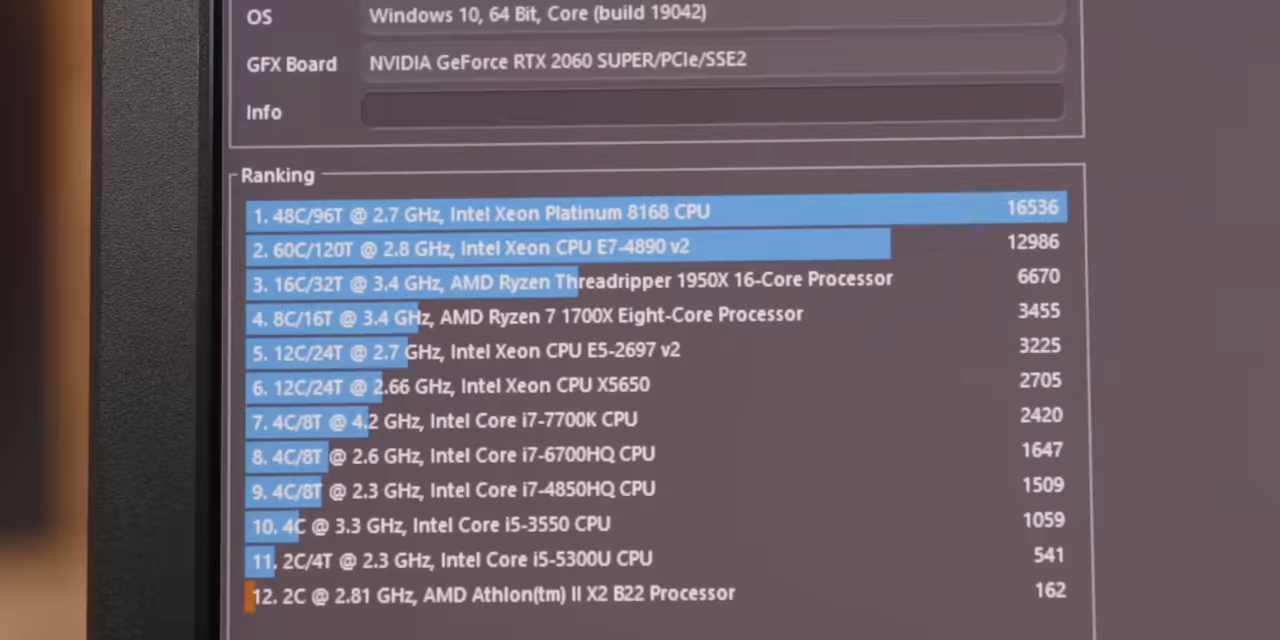 OS Windows 10, 64 Bit, Core (build 19042)
GFX Board NVIDIA GeForce RTX 2060 SUPER/PCIe/SSE2
Info
Ranking
1. 48C/96T @ 2.7 GHz, Intel Xeon Platinum 8168 CPU 16536
2. 60C/120T @ 2.8 GHz, Intel Xeon CPU E7-4890 v2 12986
3. 16C/32T @ 3.4 GHz, AMD Ryzen Threadripper 1950X 16-Core Processor 6670
4. 8C/16T @ 3.4 GHz, AMD Ryzen 7 1700X Eight-Core Processor 3455
5. 12C/24T @ 2.7 GHz, Intel Xeon CPU E5-2697 v2 3225
6. 12C/24T @ 2.66 GHz, Intel Xeon CPU X5650 2705
7. 4C/8T @ 4.2 GHz, Intel Core i7-7700K CPU 2420
8. 4C/8T @ 2.6 GHz, Intel Core i7-6700HQ CPU 1647
9. 4C/8T @ 2.3 GHz, Intel Core i7-4850HQ CPU 1509
10. 4C @ 3.3 GHz, Intel Core i5-3550 CPU 1059
11. 2C/4T @ 2.3 GHz, Intel Core i5-5300U CPU 541
12. 2C @ 2.81 GHz, AMD Athlon(tm) II X2 B22 Processor 162